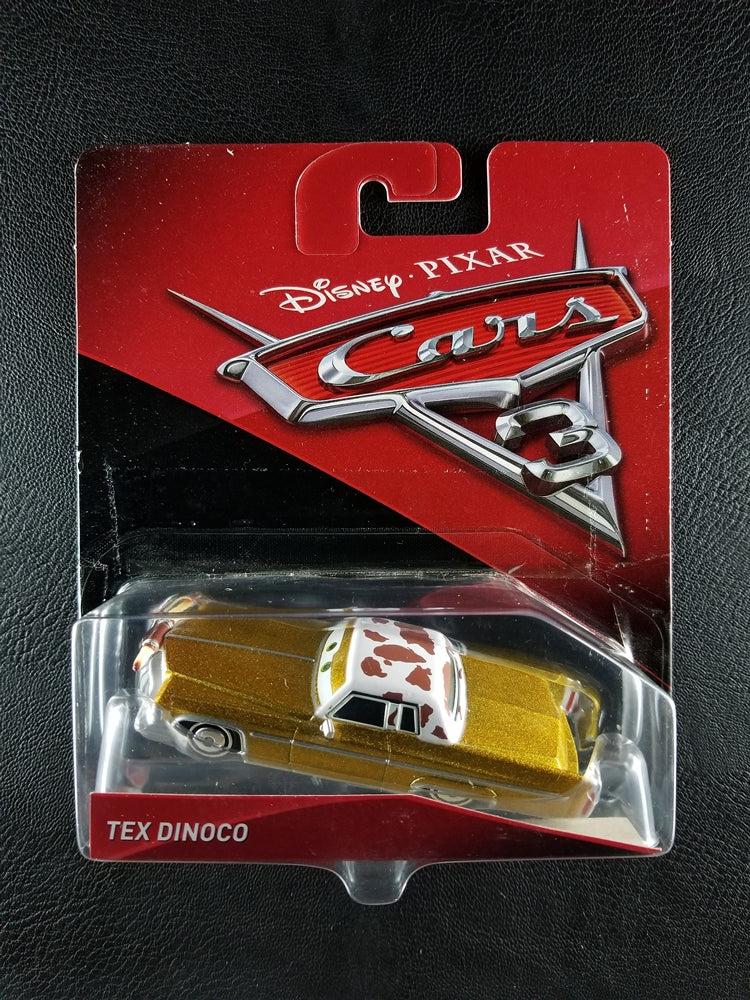 Disney · PIXAR
Cars
3
TEX DINOCO